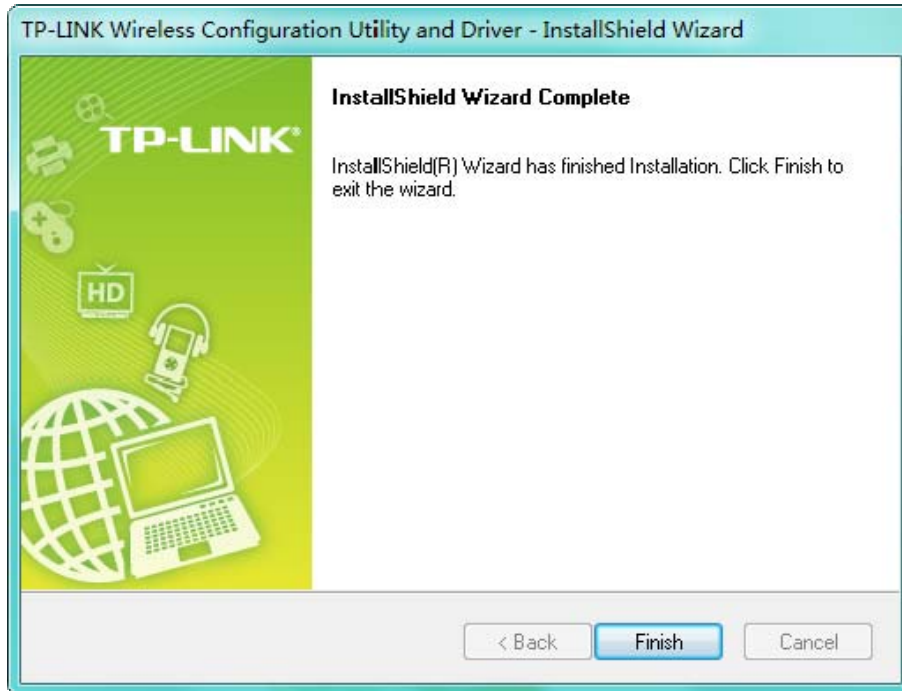 TP-LINK Wireless Configuration Utility and Driver - InstallShield Wizard
TP-LINK®
HD
InstallShield Wizard Complete
InstallShield(R) Wizard has finished Installation. Click Finish to
exit the wizard.
< Back
Finish
Cancel